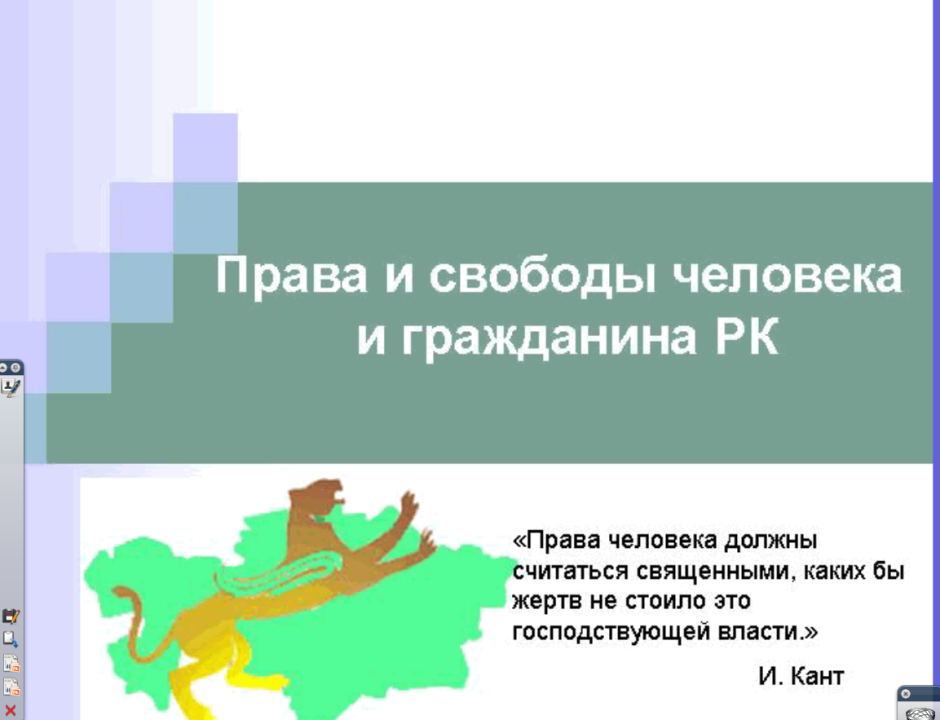 Права и свободы человека
и гражданина РК
«Права человека должны
считаться священными, каких бы
жертв не стоило это
господствующей власти.»
И. Кант